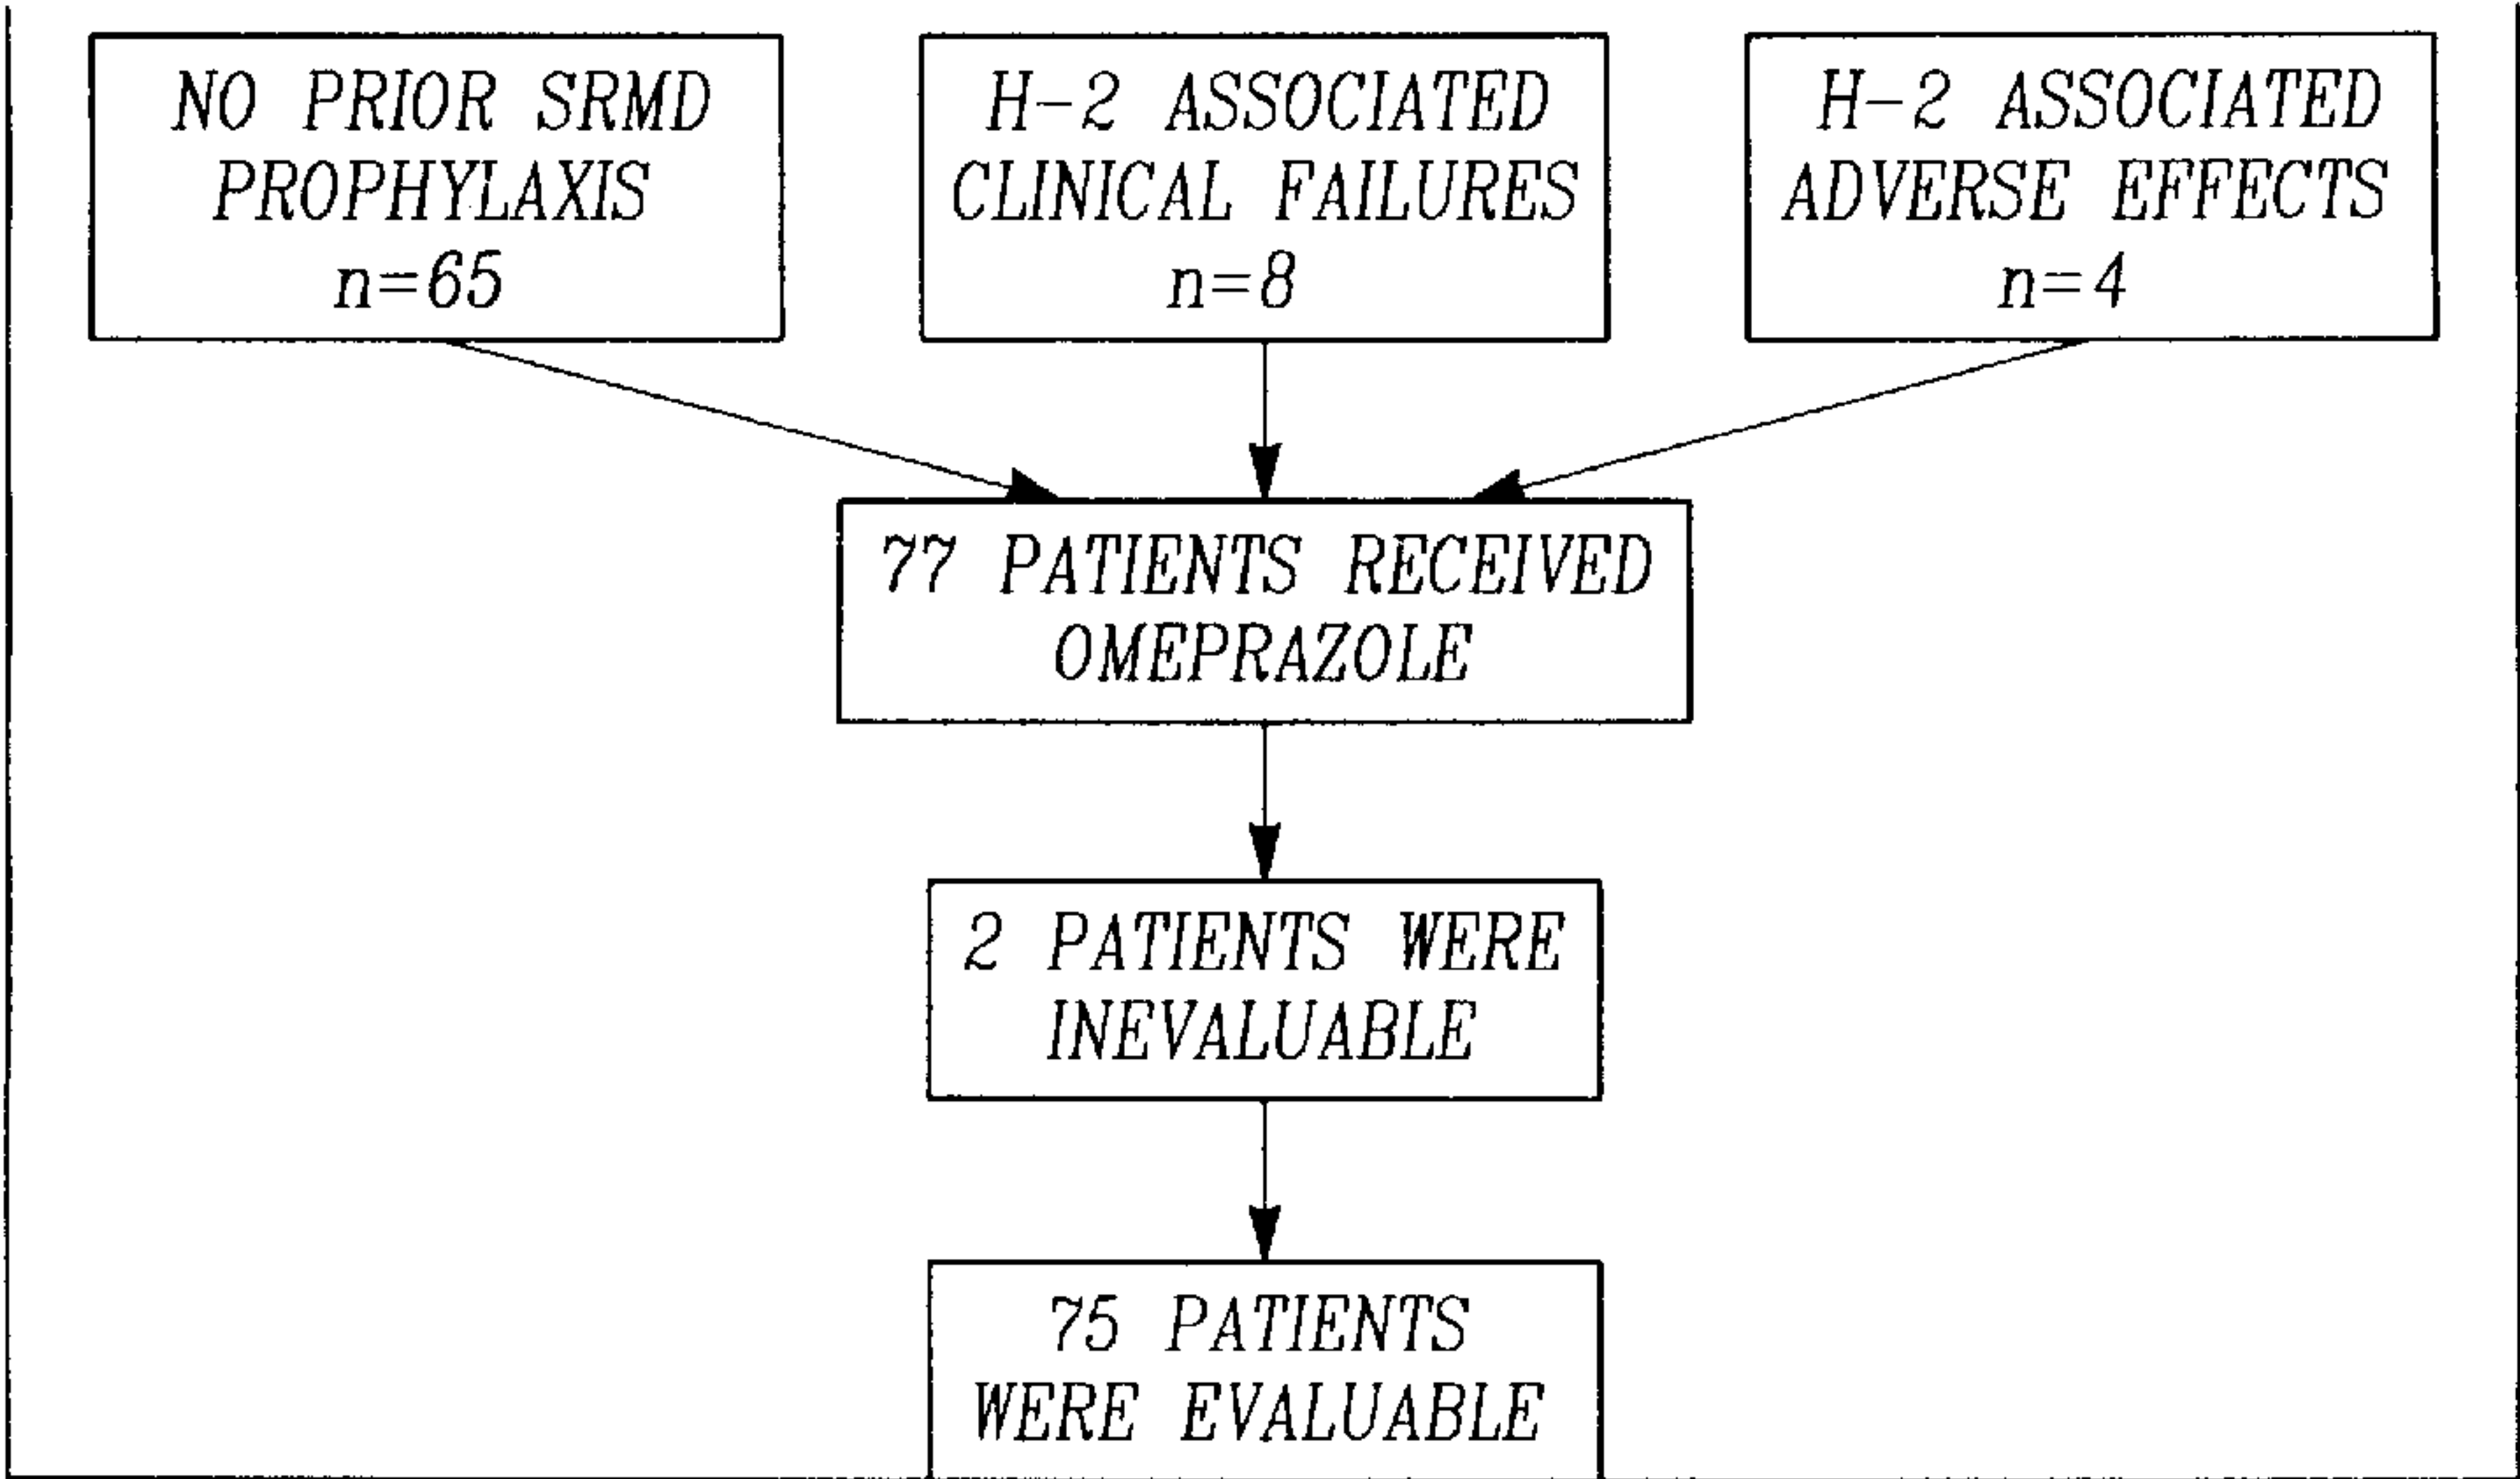 NO PRIOR SRMD
PROPHYLAXIS
n=65
H-2 ASSOCIATED
CLINICAL FAILURES
n=8
H-2 ASSOCIATED
ADVERSE EFFECTS
n=4
77 PATIENTS RECEIVED
OMEPRAZOLE
2 PATIENTS WERE
INEVALUABLE
75 PATIENTS
WERE EVALUABLE